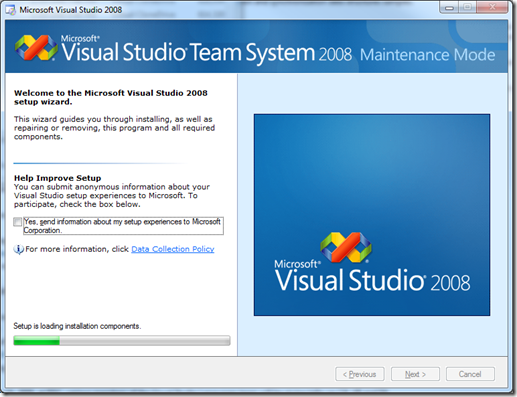 Microsoft Visual Studio 2008
Microsoft®
Visual Studio Team System 2008 Maintenance Mode
Welcome to the Microsoft Visual Studio 2008
setup wizard.
This wizard guides you through installing, as well as
repairing or removing, this program and all required
components.
Help Improve Setup
You can submit anonymous information about your
Visual Studio setup experiences to Microsoft. To
participate, check the box below.
Yes, send information about my setup experiences to Microsoft
Corporation.
For more information, click Data Collection Policy
Microsoft®
Visual Studio® 2008
Setup is loading installation components.
< Previous
Next >
Cancel